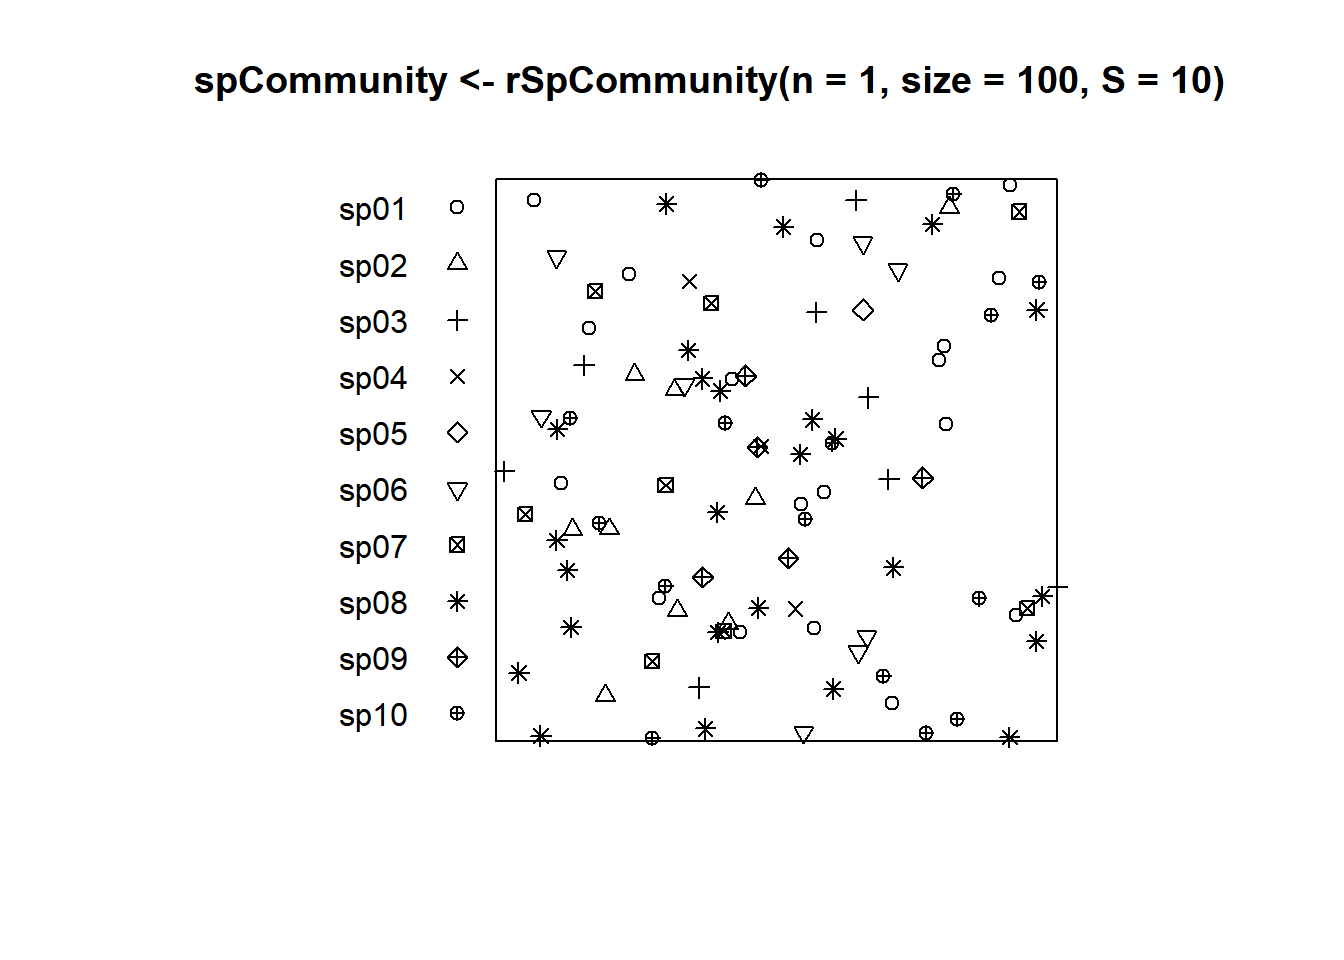 spCommunity <- rSpCommunity(n = 1, size = 100, S = 10)
sp01
sp02
sp03
sp04
sp05
sp06
sp07
sp08
sp09
sp10